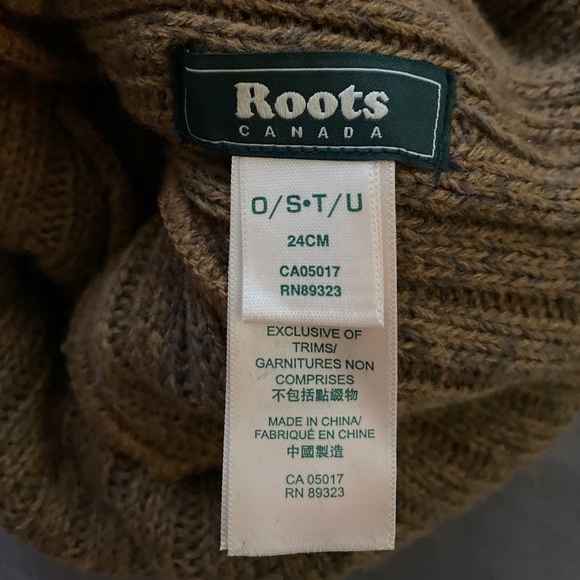 Roots
CANADA
O/S•T/U
24CM
CA05017
RN89323
EXCLUSIVE OF
TRIMS/
GARNITURES NON
COMPRISES
不包括點綴物
MADE IN CHINA/
FABRIQUÉ EN CHINE
中國製造
CA 05017
RN 89323